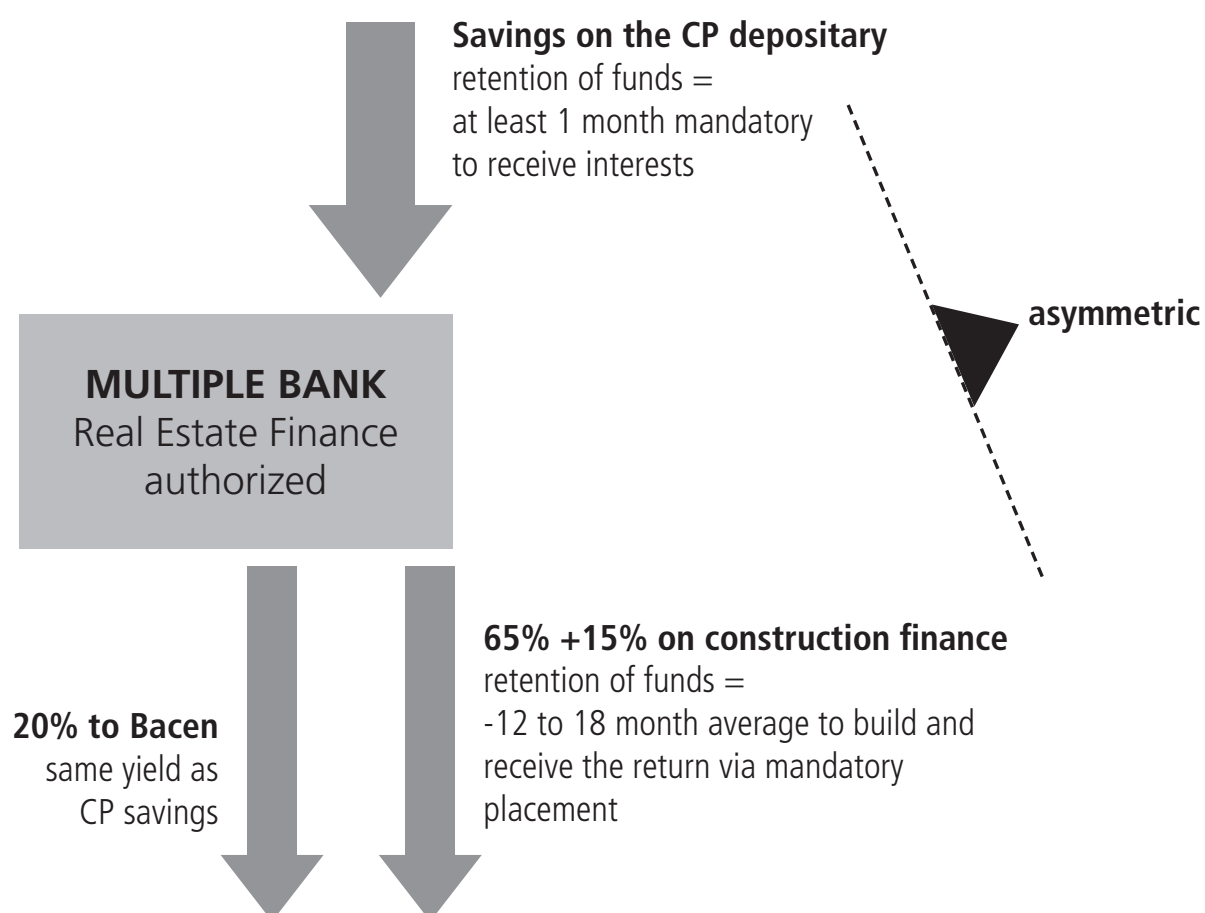 Savings on the CP depositary
retention of funds =
at least 1 month mandatory
to receive interests
asymmetric
MULTIPLE BANK
Real Estate Finance
authorized
65% +15% on construction finance
retention of funds =
-12 to 18 month average to build and
receive the return via mandatory
placement
20% to Bacen
same yield as
CP savings